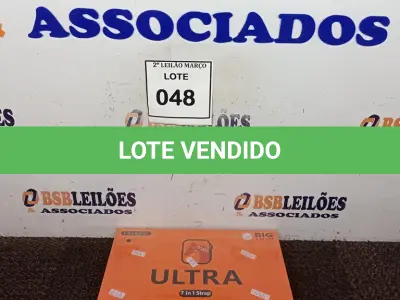 ASSOCIADOS
2º LEILÃO MARÇO
LOTE
048
LOTE VENDIDO
BSBLEILÕES
& ASSOCIADOS
BSBLEILÕES
& ASSOCIADOS
BIG
ULTRA
7 in 1 Strap